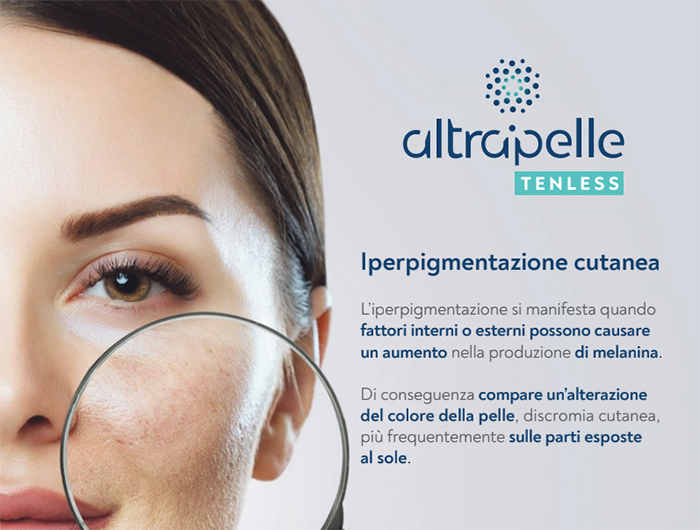 altrapelle
TENLESS
Iperpigmentazione cutanea
L'iperpigmentazione si manifesta quando
fattori interni o esterni possono causare
un aumento nella produzione di melanina.
Di conseguenza compare un'alterazione
del colore della pelle, discromia cutanea,
più frequentemente sulle parti esposte
al sole.